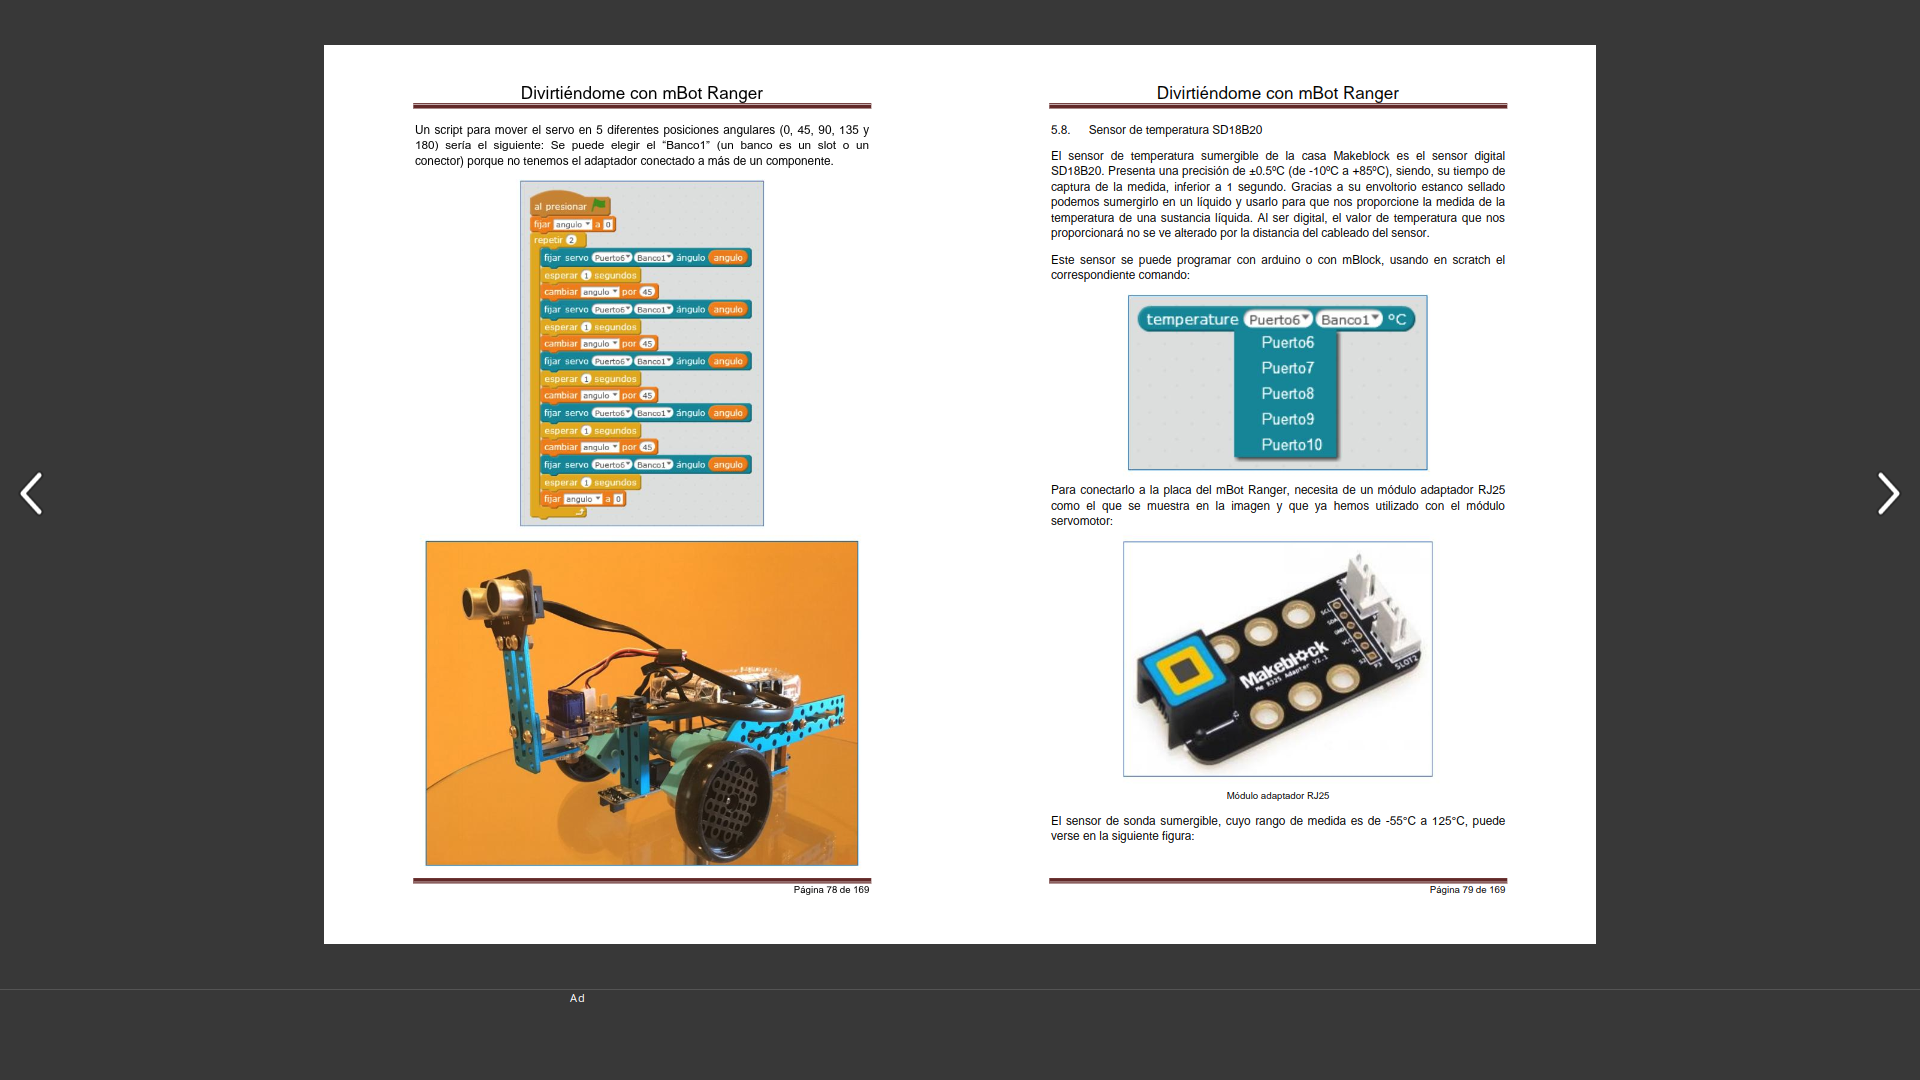 Divirtiéndome con mBot Ranger
Un script para mover el servo en 5 diferentes posiciones angulares (0, 45, 90, 135 y
180) sería el siguiente: Se puede elegir el “Banco1” (un banco es un slot o un
conector) porque no tenemos el adaptador conectado a más de un componente.
al presionar
fijar angulo a 0
repetir 2
fijar servo Puerto6 Banco1 ángulo angulo
esperar 1 segundos
cambiar angulo por 45
fijar servo Puerto6 Banco1 ángulo angulo
esperar 1 segundos
cambiar angulo por 45
fijar servo Puerto6 Banco1 ángulo angulo
esperar 1 segundos
cambiar angulo por 45
fijar servo Puerto6 Banco1 ángulo angulo
esperar 1 segundos
cambiar angulo por 45
fijar servo Puerto6 Banco1 ángulo angulo
esperar 1 segundos
fijar angulo a 0
Página 78 de 169
Divirtiéndome con mBot Ranger
5.8. Sensor de temperatura SD18B20
El sensor de temperatura sumergible de la casa Makeblock es el sensor digital
SD18B20. Presenta una precisión de ±0.5ºC (de -10ºC a +85ºC), siendo, su tiempo de
captura de la medida, inferior a 1 segundo. Gracias a su envoltorio estanco sellado
podemos sumergirlo en un líquido y usarlo para que nos proporcione la medida de la
temperatura de una sustancia líquida. Al ser digital, el valor de temperatura que nos
proporcionará no se ve alterado por la distancia del cableado del sensor.
Este sensor se puede programar con arduino o con mBlock, usando en scratch el
correspondiente comando:
temperature Puerto6 Banco1 ºC
Puerto6
Puerto7
Puerto8
Puerto9
Puerto10
Para conectarlo a la placa del mBot Ranger, necesita de un módulo adaptador RJ25
como el que se muestra en la imagen y que ya hemos utilizado con el módulo
servomotor:
Makeblock
Me RJ25 Adapter V2.1
SCL
SDA
GND
VCC
S1
S2
SLOT2
Módulo adaptador RJ25
El sensor de sonda sumergible, cuyo rango de medida es de -55°C a 125°C, puede
verse en la siguiente figura:
Página 79 de 169
Ad